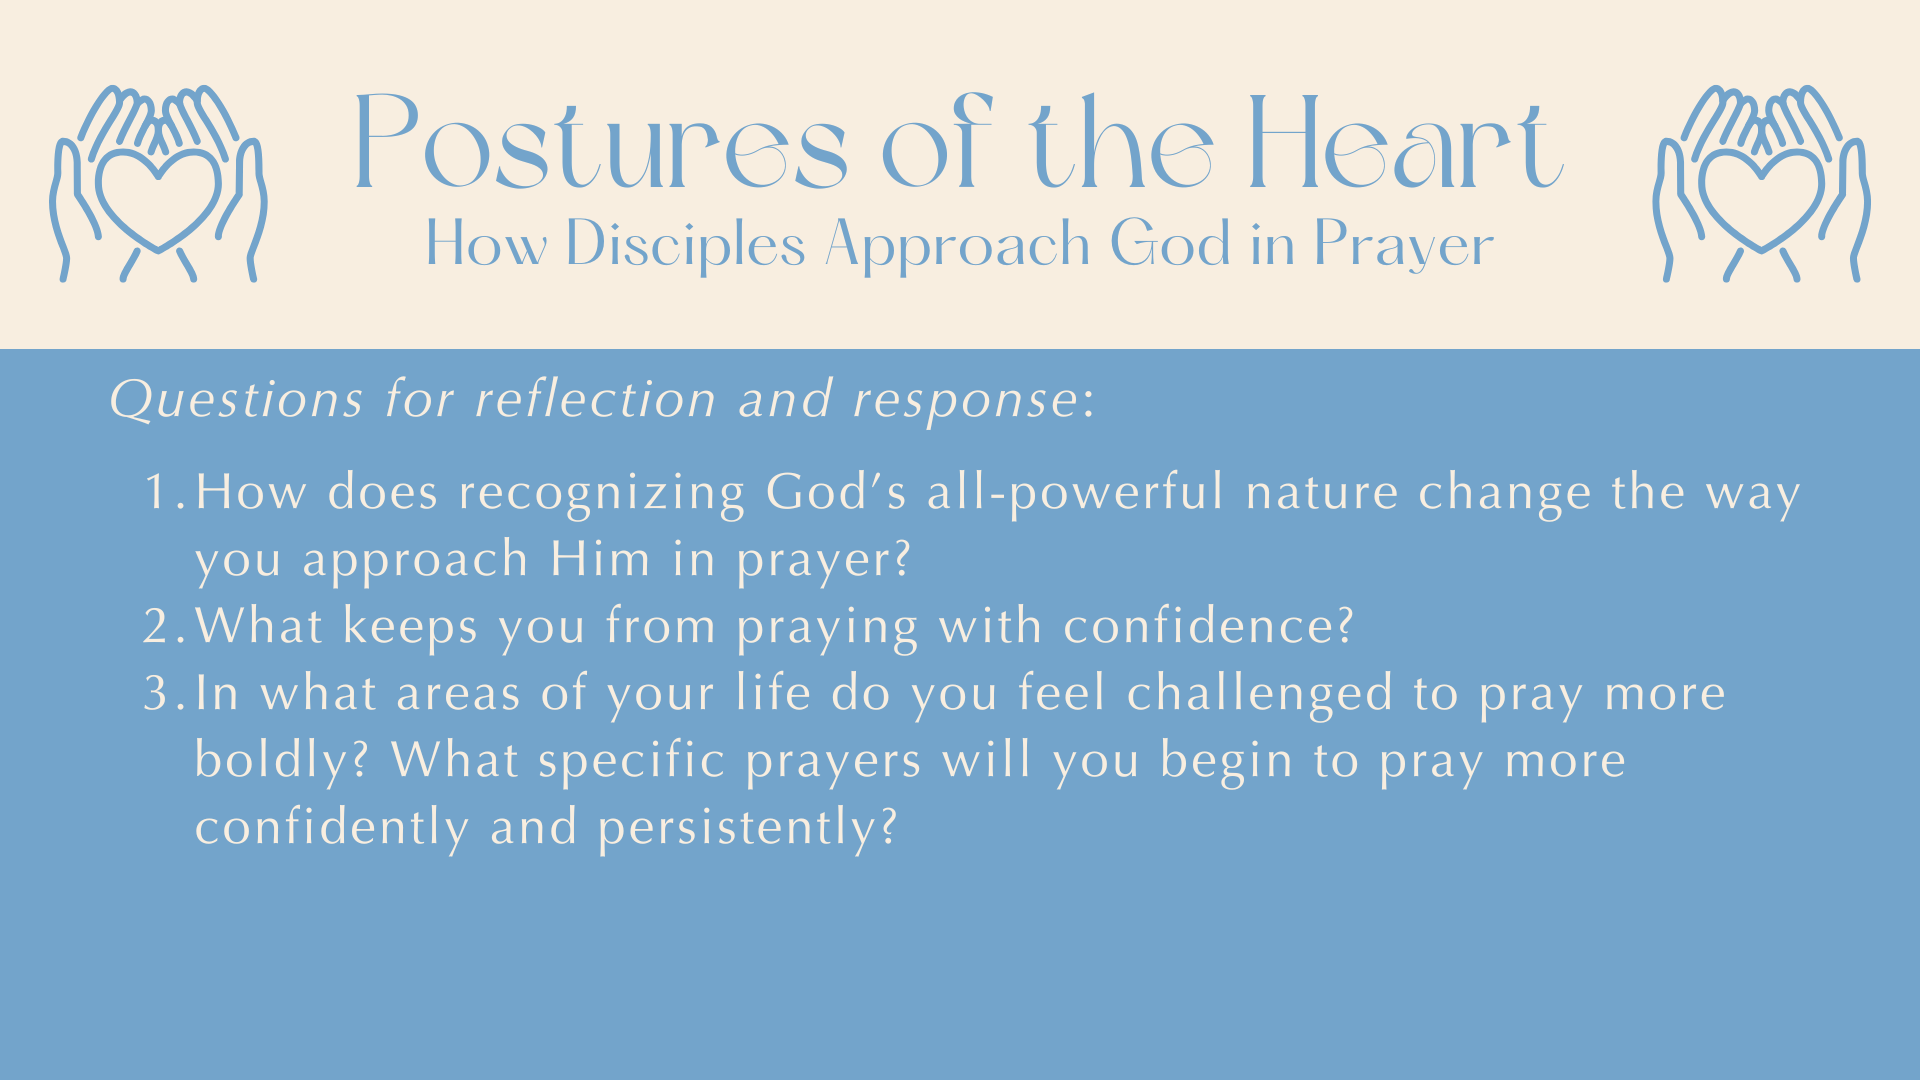 Postures of the Heart
How Disciples Approach God in Prayer
Questions for reflection and response:
1. How does recognizing God’s all-powerful nature change the way
you approach Him in prayer?
2. What keeps you from praying with confidence?
3. In what areas of your life do you feel challenged to pray more
boldly? What specific prayers will you begin to pray more
confidently and persistently?